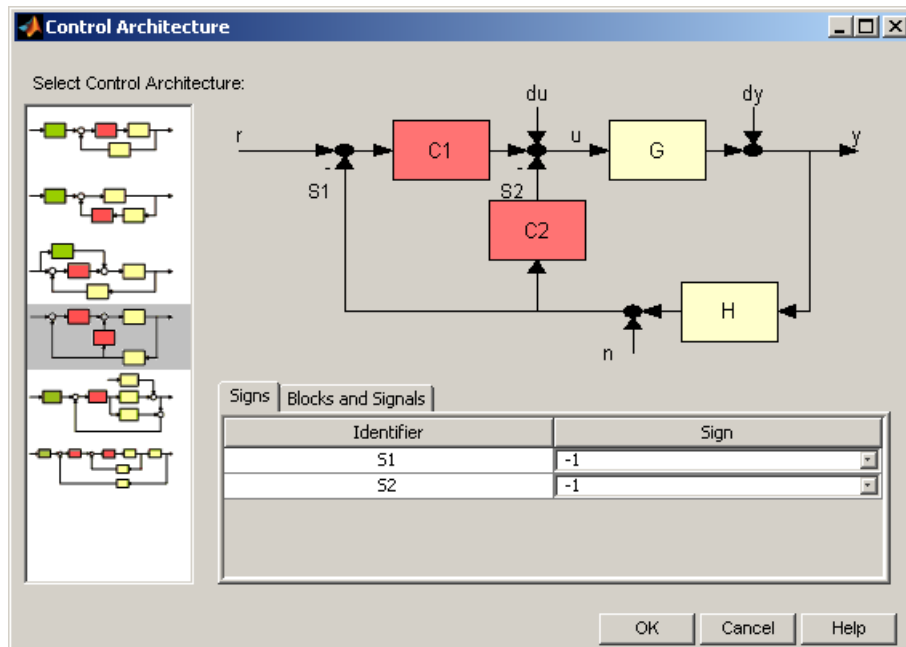 Control Architecture
Select Control Architecture:
du
dy
r
C1
u
G
y
-
-
S1
S2
C2
H
n
Signs
Blocks and Signals
Identifier Sign
S1 -1
S2 -1
OK Cancel Help